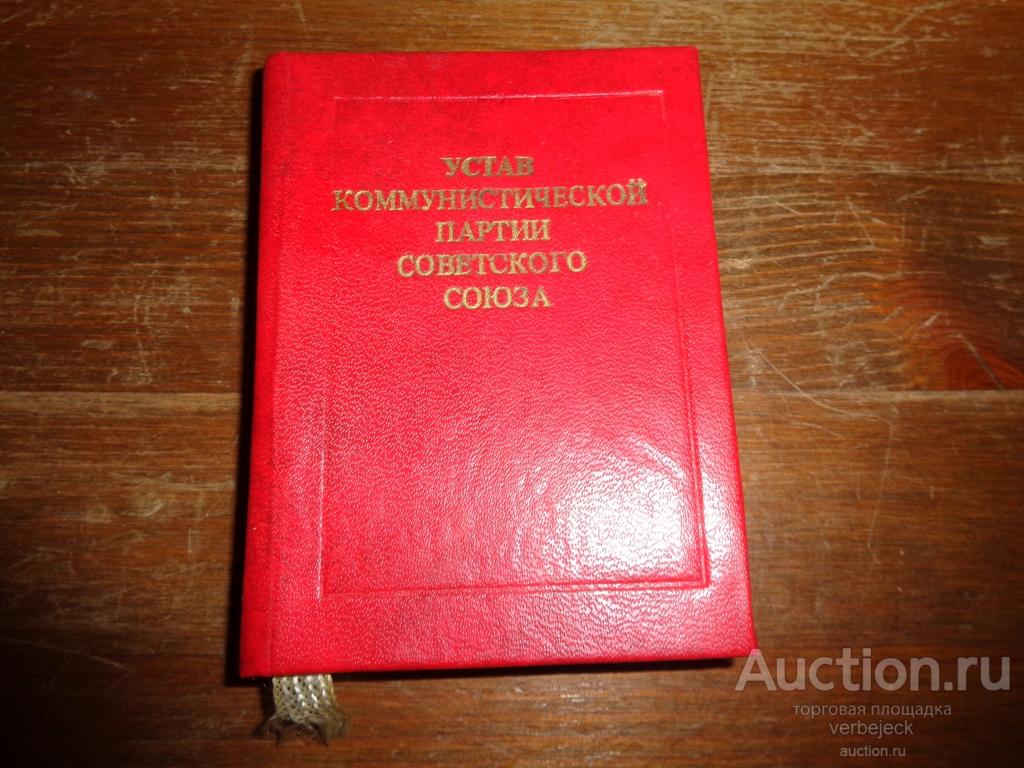 УСТАВ
КОММУНИСТИЧЕСКОЙ
ПАРТИИ
СОВЕТСКОГО
СОЮЗА
Auction.ru
торговая площадка
verbejeck
auction.ru